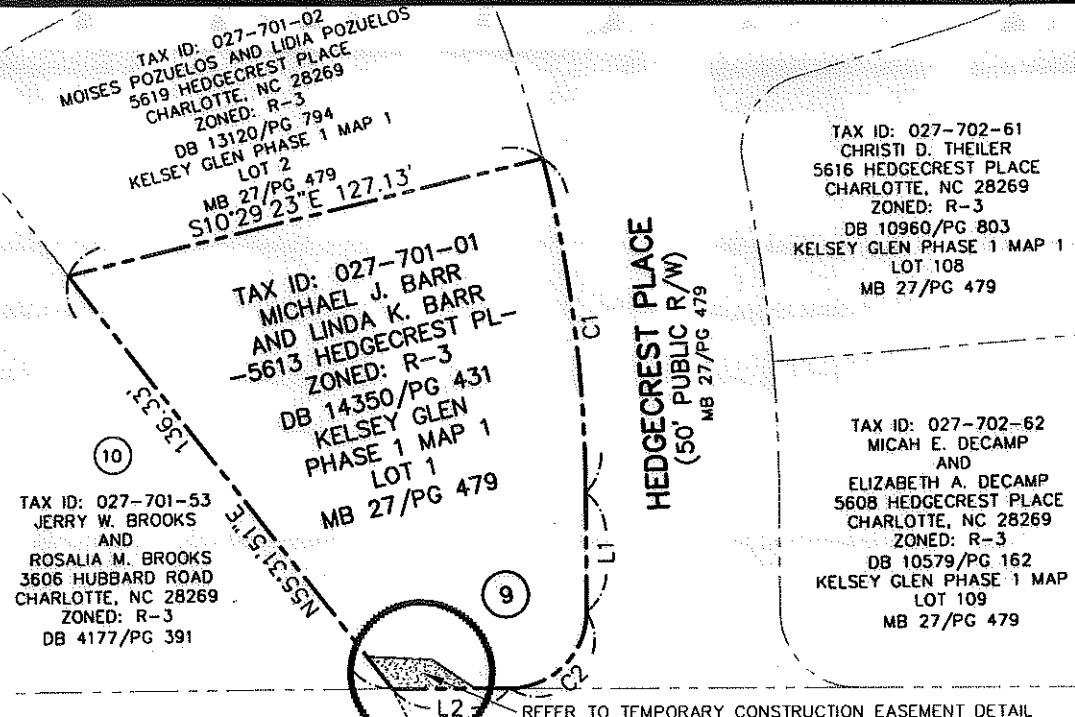 TAX ID: 027-701-02
MOISES POZUELOS AND LIDIA POZUELOS
5619 HEDGECREST PLACE
CHARLOTTE, NC 28269
ZONED: R-3
DB 13120/PG 794
KELSEY GLEN PHASE 1 MAP 1
LOT 2
MB 27/PG 479
S10°29'23"E 127.13'
TAX ID: 027-701-01
MICHAEL J. BARR
AND LINDA K. BARR
-5613 HEDGECREST PL-
ZONED: R-3
DB 14350/PG 431
KELSEY GLEN
PHASE 1 MAP 1
LOT 1
MB 27/PG 479
136.33'
N55°31'51"E
10
TAX ID: 027-701-53
JERRY W. BROOKS
AND
ROSALIA M. BROOKS
3606 HUBBARD ROAD
CHARLOTTE, NC 28269
ZONED: R-3
DB 4177/PG 391
9
C1
L1
C2
L2
HEDGECREST PLACE
(50' PUBLIC R/W)
MB 27/PG 479
TAX ID: 027-702-61
CHRISTI D. THEILER
5616 HEDGECREST PLACE
CHARLOTTE, NC 28269
ZONED: R-3
DB 10960/PG 803
KELSEY GLEN PHASE 1 MAP 1
LOT 108
MB 27/PG 479
TAX ID: 027-702-62
MICAH E. DECAMP
AND
ELIZABETH A. DECAMP
5608 HEDGECREST PLACE
CHARLOTTE, NC 28269
ZONED: R-3
DB 10579/PG 162
KELSEY GLEN PHASE 1 MAP
LOT 109
MB 27/PG 479
REFER TO TEMPORARY CONSTRUCTION EASEMENT DETAIL